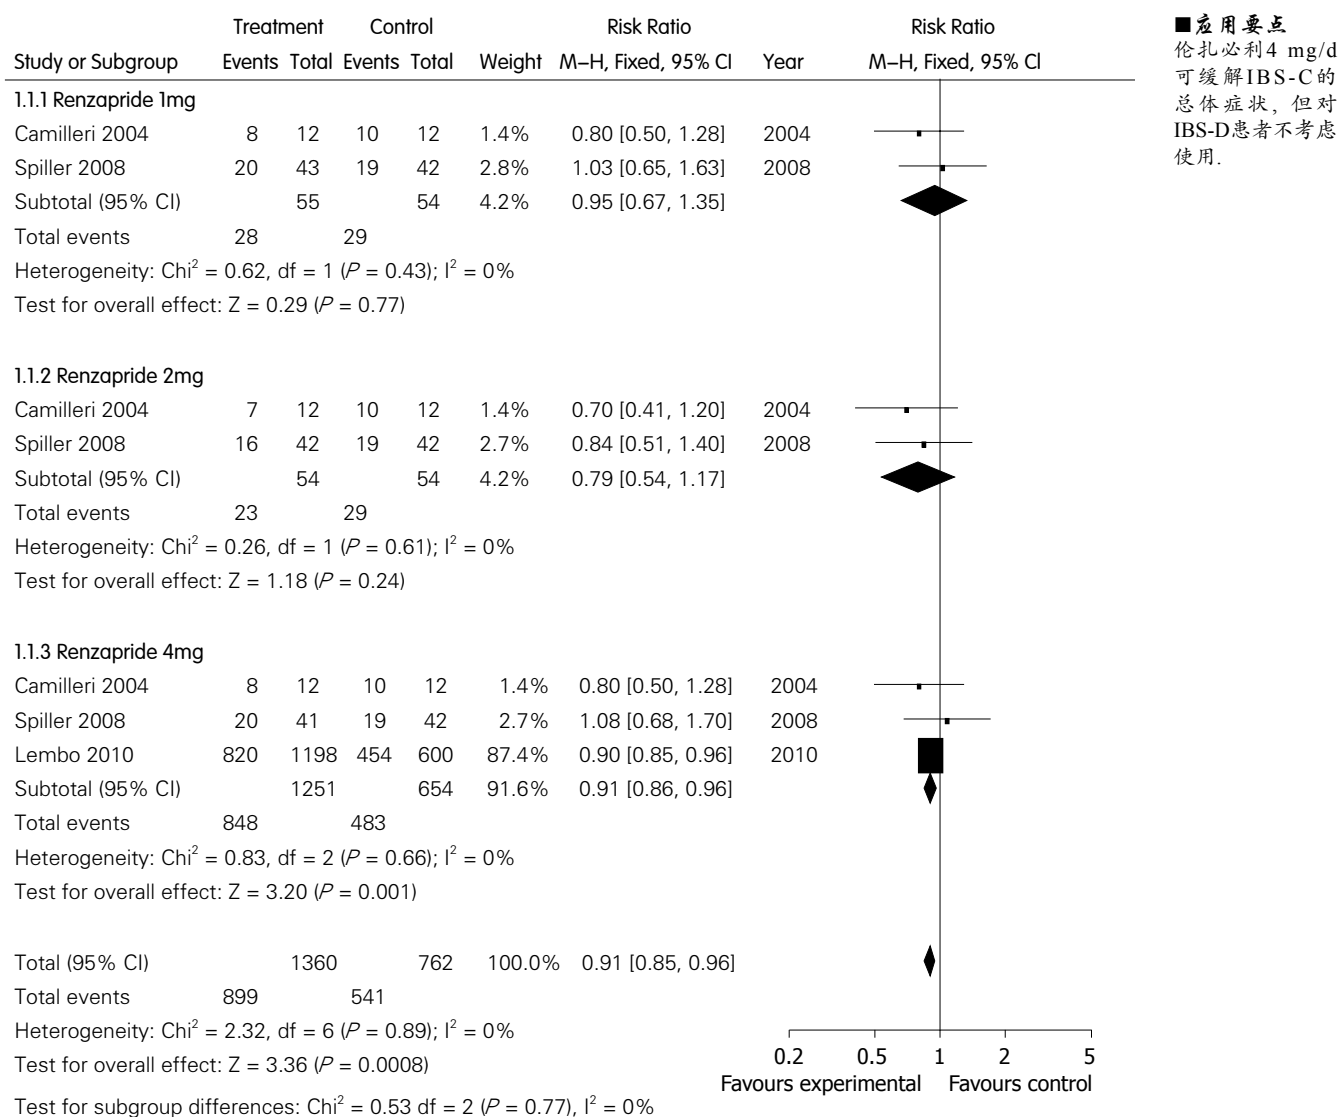 Treatment Control Risk Ratio Risk Ratio
Study or Subgroup Events Total Events Total Weight M–H, Fixed, 95% CI Year M–H, Fixed, 95% CI
1.1.1 Renzapride 1mg
Camilleri 2004 8 12 10 12 1.4% 0.80 [0.50, 1.28] 2004
Spiller 2008 20 43 19 42 2.8% 1.03 [0.65, 1.63] 2008
Subtotal (95% CI) 55 54 4.2% 0.95 [0.67, 1.35]
Total events 28 29
Heterogeneity: Chi² = 0.62, df = 1 (P = 0.43); I² = 0%
Test for overall effect: Z = 0.29 (P = 0.77)
1.1.2 Renzapride 2mg
Camilleri 2004 7 12 10 12 1.4% 0.70 [0.41, 1.20] 2004
Spiller 2008 16 42 19 42 2.7% 0.84 [0.51, 1.40] 2008
Subtotal (95% CI) 54 54 4.2% 0.79 [0.54, 1.17]
Total events 23 29
Heterogeneity: Chi² = 0.26, df = 1 (P = 0.61); I² = 0%
Test for overall effect: Z = 1.18 (P = 0.24)
1.1.3 Renzapride 4mg
Camilleri 2004 8 12 10 12 1.4% 0.80 [0.50, 1.28] 2004
Spiller 2008 20 41 19 42 2.7% 1.08 [0.68, 1.70] 2008
Lembo 2010 820 1198 454 600 87.4% 0.90 [0.85, 0.96] 2010
Subtotal (95% CI) 1251 654 91.6% 0.91 [0.86, 0.96]
Total events 848 483
Heterogeneity: Chi² = 0.83, df = 2 (P = 0.66); I² = 0%
Test for overall effect: Z = 3.20 (P = 0.001)
Total (95% CI) 1360 762 100.0% 0.91 [0.85, 0.96]
Total events 899 541
Heterogeneity: Chi² = 2.32, df = 6 (P = 0.89); I² = 0%
Test for overall effect: Z = 3.36 (P = 0.0008)
Test for subgroup differences: Chi² = 0.53 df = 2 (P = 0.77), I² = 0%
0.2 0.5 1 2 5
Favours experimental Favours control
■应用要点
伦扎必利4 mg/d
可缓解IBS-C的
总体症状, 但对
IBS-D患者不考虑
使用.